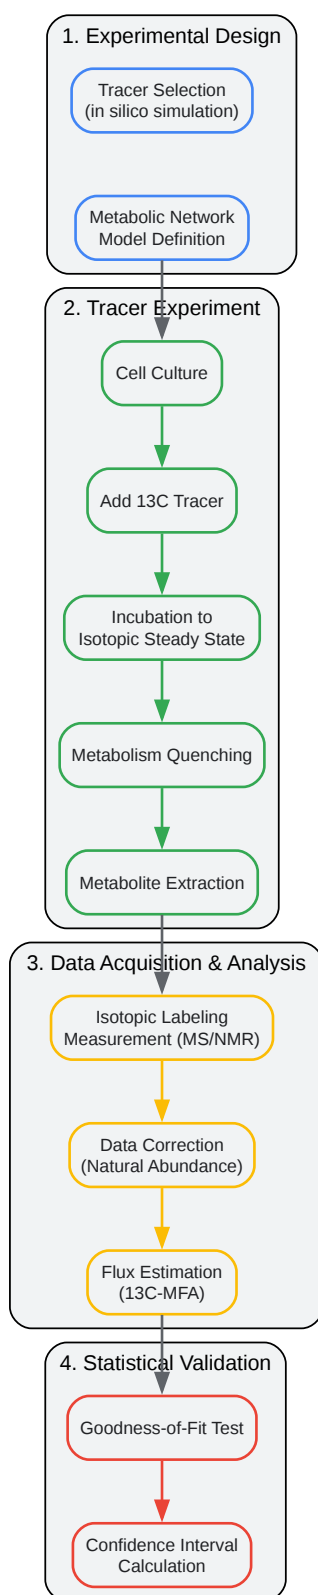 1. Experimental Design
Tracer Selection
(in silico simulation)
Metabolic Network
Model Definition
2. Tracer Experiment
Cell Culture
Add 13C Tracer
Incubation to
Isotopic Steady State
Metabolism Quenching
Metabolite Extraction
3. Data Acquisition & Analysis
Isotopic Labeling
Measurement (MS/NMR)
Data Correction
(Natural Abundance)
Flux Estimation
(13C-MFA)
4. Statistical Validation
Goodness-of-Fit Test
Confidence Interval
Calculation